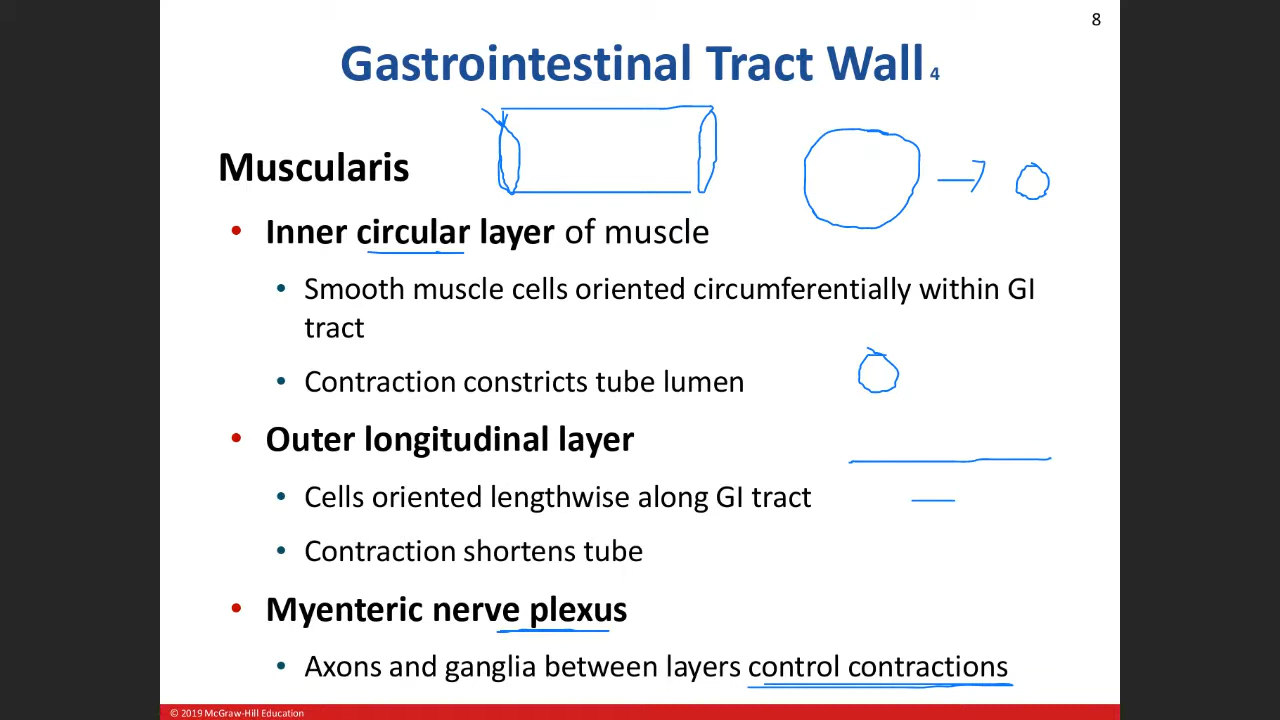 8
Gastrointestinal Tract Wall 4
Muscularis
• Inner circular layer of muscle
• Smooth muscle cells oriented circumferentially within GI
tract
• Contraction constricts tube lumen
• Outer longitudinal layer
• Cells oriented lengthwise along GI tract
• Contraction shortens tube
• Myenteric nerve plexus
• Axons and ganglia between layers control contractions
© 2019 McGraw-Hill Education